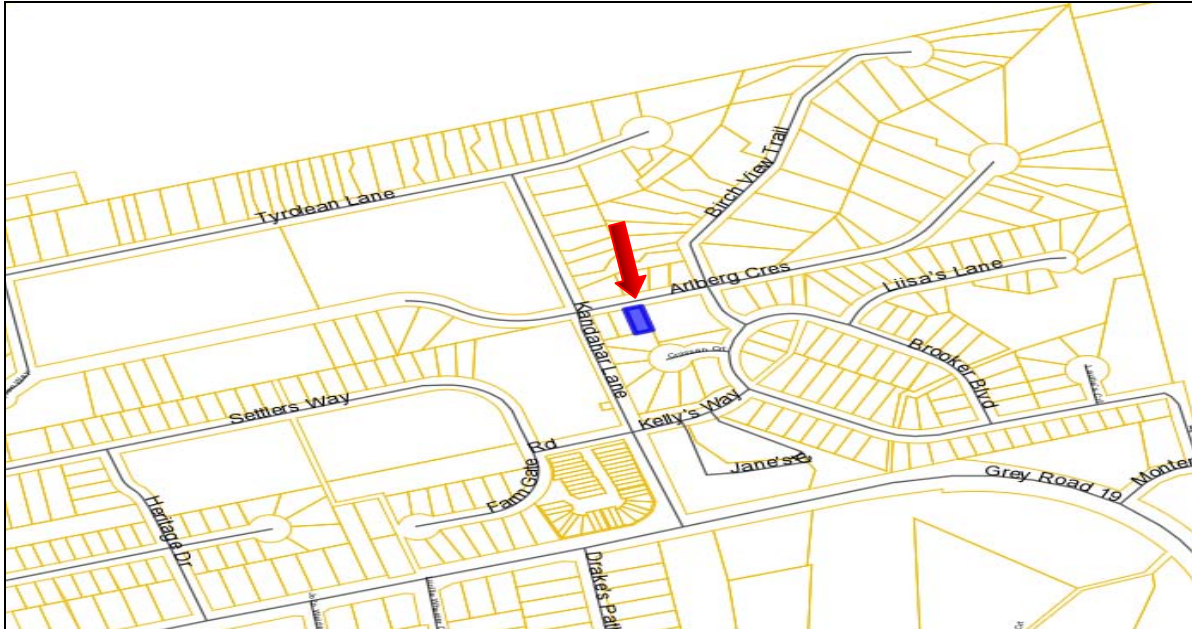 Birch View Trail
Tyrolean Lane
Arlberg Cres
Liisa's Lane
Kandahar Lane
Brooker Blvd
Settlers Way
Kelly's Way
Rd
Jane's
Farm Gate
Grey Road 19
Heritage Dr
Drake's Path